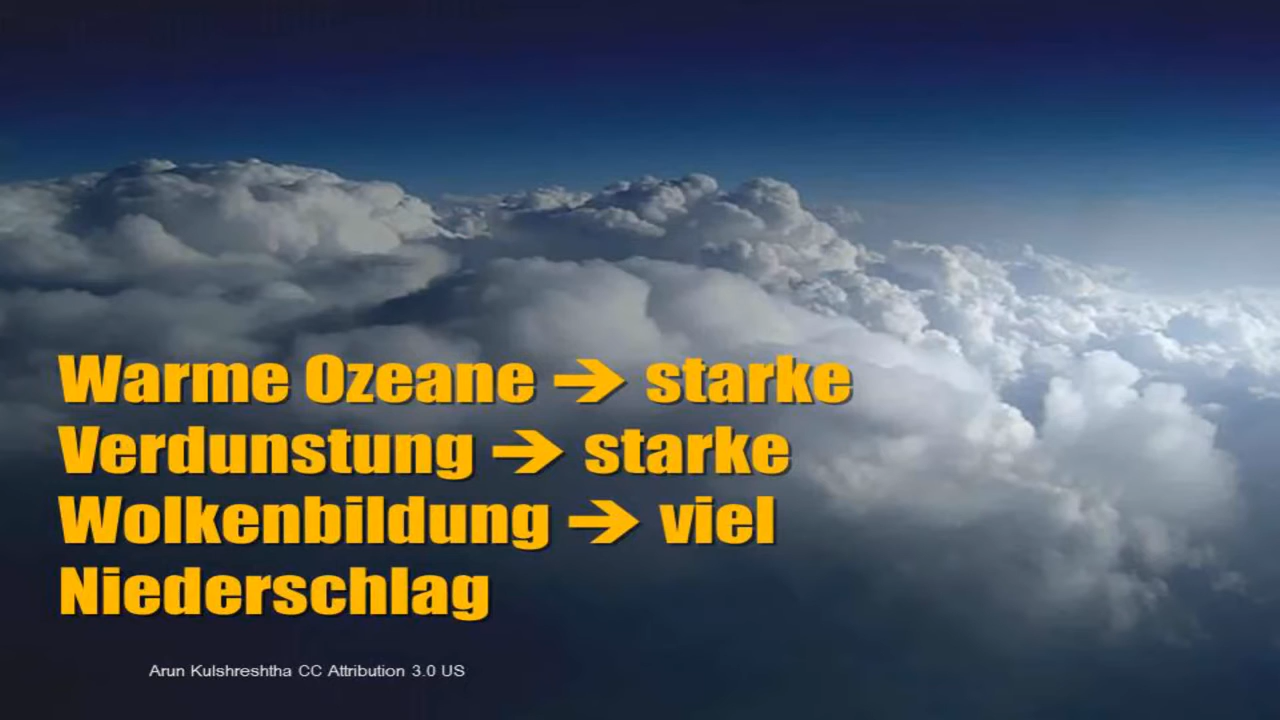 Warme Ozeane → starke
Verdunstung → starke
Wolkenbildung → viel
Niederschlag
Arun Kulshreshtha CC Attribution 3.0 US